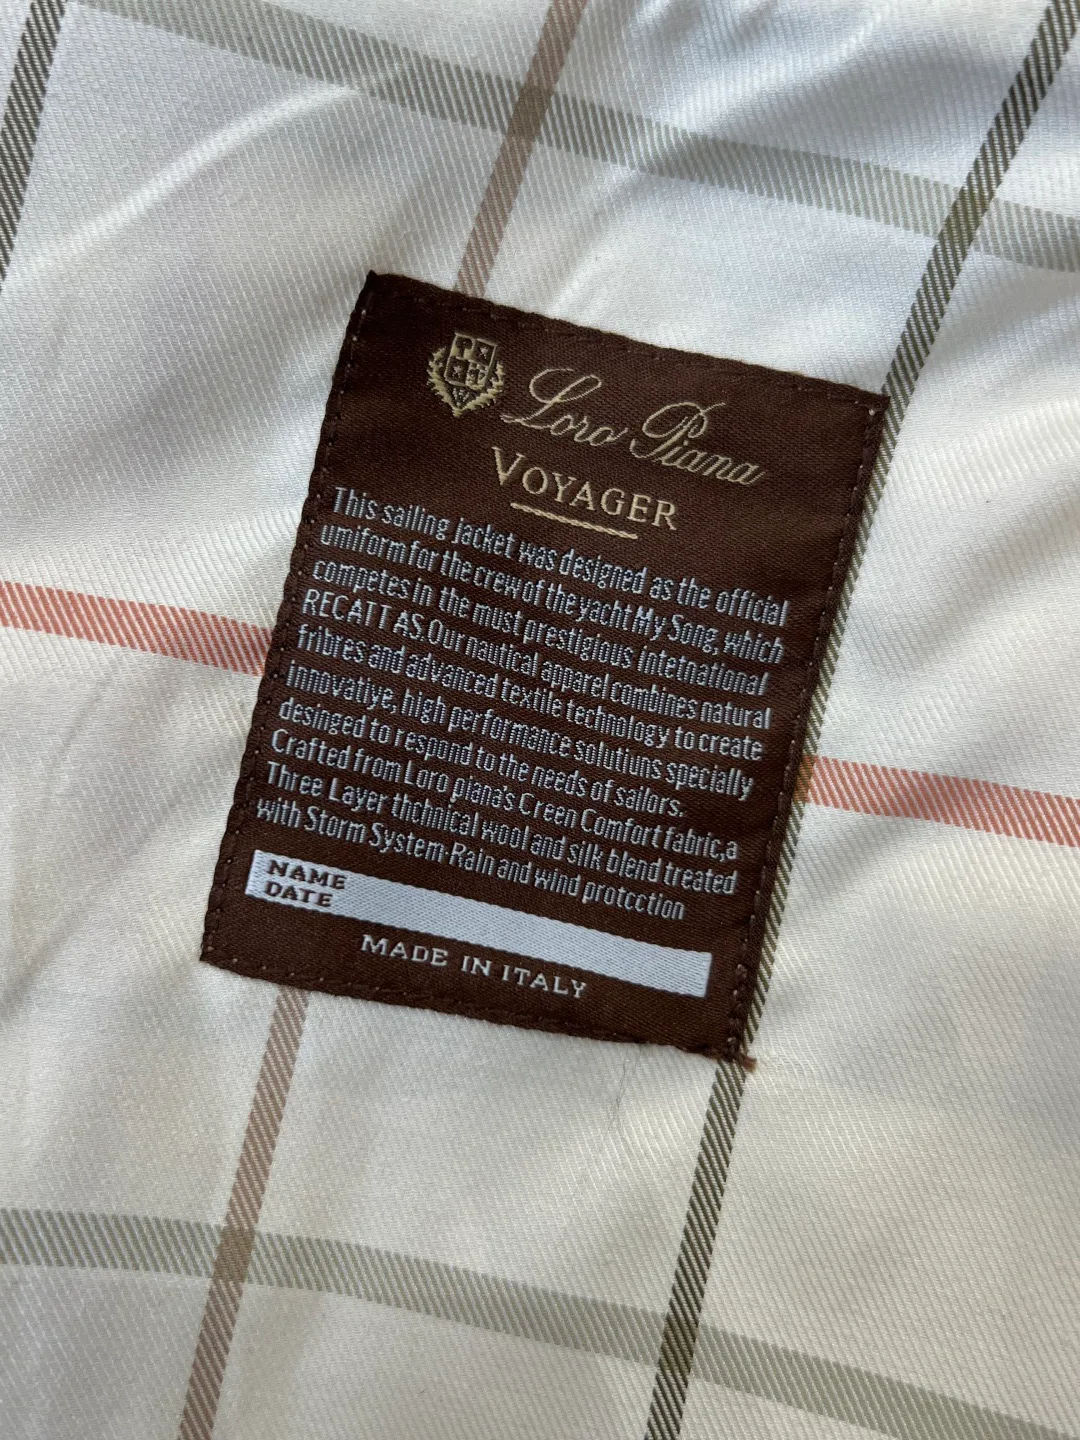 Loro Piana
VOYAGER
This sailing jacket was designed as the official
umiform for the crew of the yacht My Song, which
competes in the must prestigious intetnational
RECATT AS. Our nautical apparel combines natural
fribres and advanced textile technology to create
innovatiye, high performance solutiuns specially
desinged to respond to the needs of sailors.
Crafted from Loro piana's Creen Comfort fabric,a
Three Layer thchnical wool and silk blend treated
with Storm System-Rain and wind protcction
NAME
DATE
MADE IN ITALY